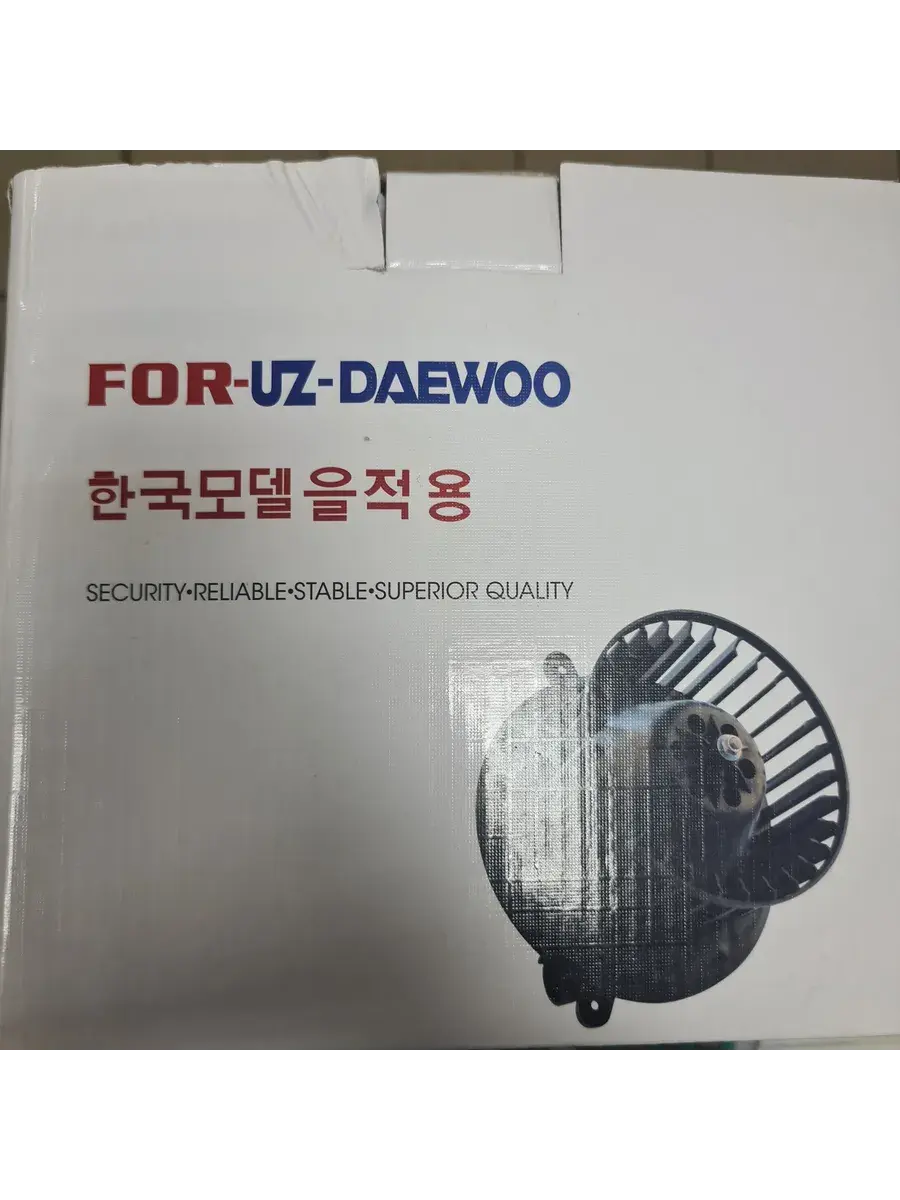 FOR-UZ-DAEWOO
한국모델을적용
SECURITY•RELIABLE•STABLE•SUPERIOR QUALITY